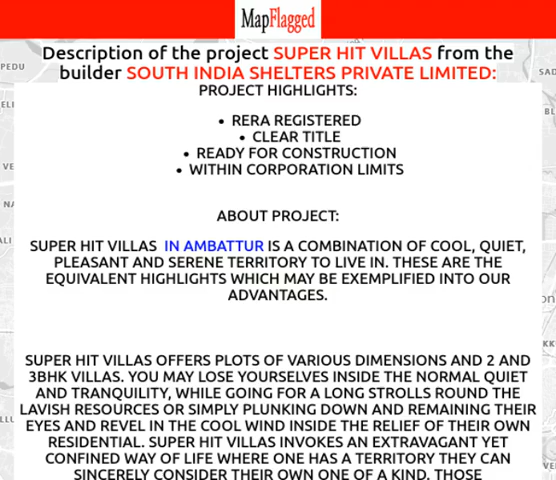 MapFlagged
Description of the project SUPER HIT VILLAS from the
builder SOUTH INDIA SHELTERS PRIVATE LIMITED:
PROJECT HIGHLIGHTS:
• RERA REGISTERED
• CLEAR TITLE
• READY FOR CONSTRUCTION
• WITHIN CORPORATION LIMITS
ABOUT PROJECT:
SUPER HIT VILLAS IN AMBATTUR IS A COMBINATION OF COOL, QUIET,
PLEASANT AND SERENE TERRITORY TO LIVE IN. THESE ARE THE
EQUIVALENT HIGHLIGHTS WHICH MAY BE EXEMPLIFIED INTO OUR
ADVANTAGES.
SUPER HIT VILLAS OFFERS PLOTS OF VARIOUS DIMENSIONS AND 2 AND
3BHK VILLAS. YOU MAY LOSE YOURSELVES INSIDE THE NORMAL QUIET
AND TRANQUILITY, WHILE GOING FOR A LONG STROLLS ROUND THE
LAVISH RESOURCES OR SIMPLY PLUNKING DOWN AND REMAINING THEIR
EYES AND REVEL IN THE COOL WIND INSIDE THE RELIEF OF THEIR OWN
RESIDENTIAL. SUPER HIT VILLAS INVOKES AN EXTRAVAGANT YET
CONFINED WAY OF LIFE WHERE ONE HAS A TERRITORY THEY CAN
SINCERELY CONSIDER THEIR OWN ONE OF A KIND. THOSE